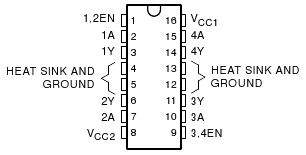 1,2EN 1 16 VCC1
1A 2 15 4A
1Y 3 14 4Y
HEAT SINK AND
GROUND
4 13
5 12
HEAT SINK AND
GROUND
2Y 6 11 3Y
2A 7 10 3A
VCC2 8 9 3,4EN